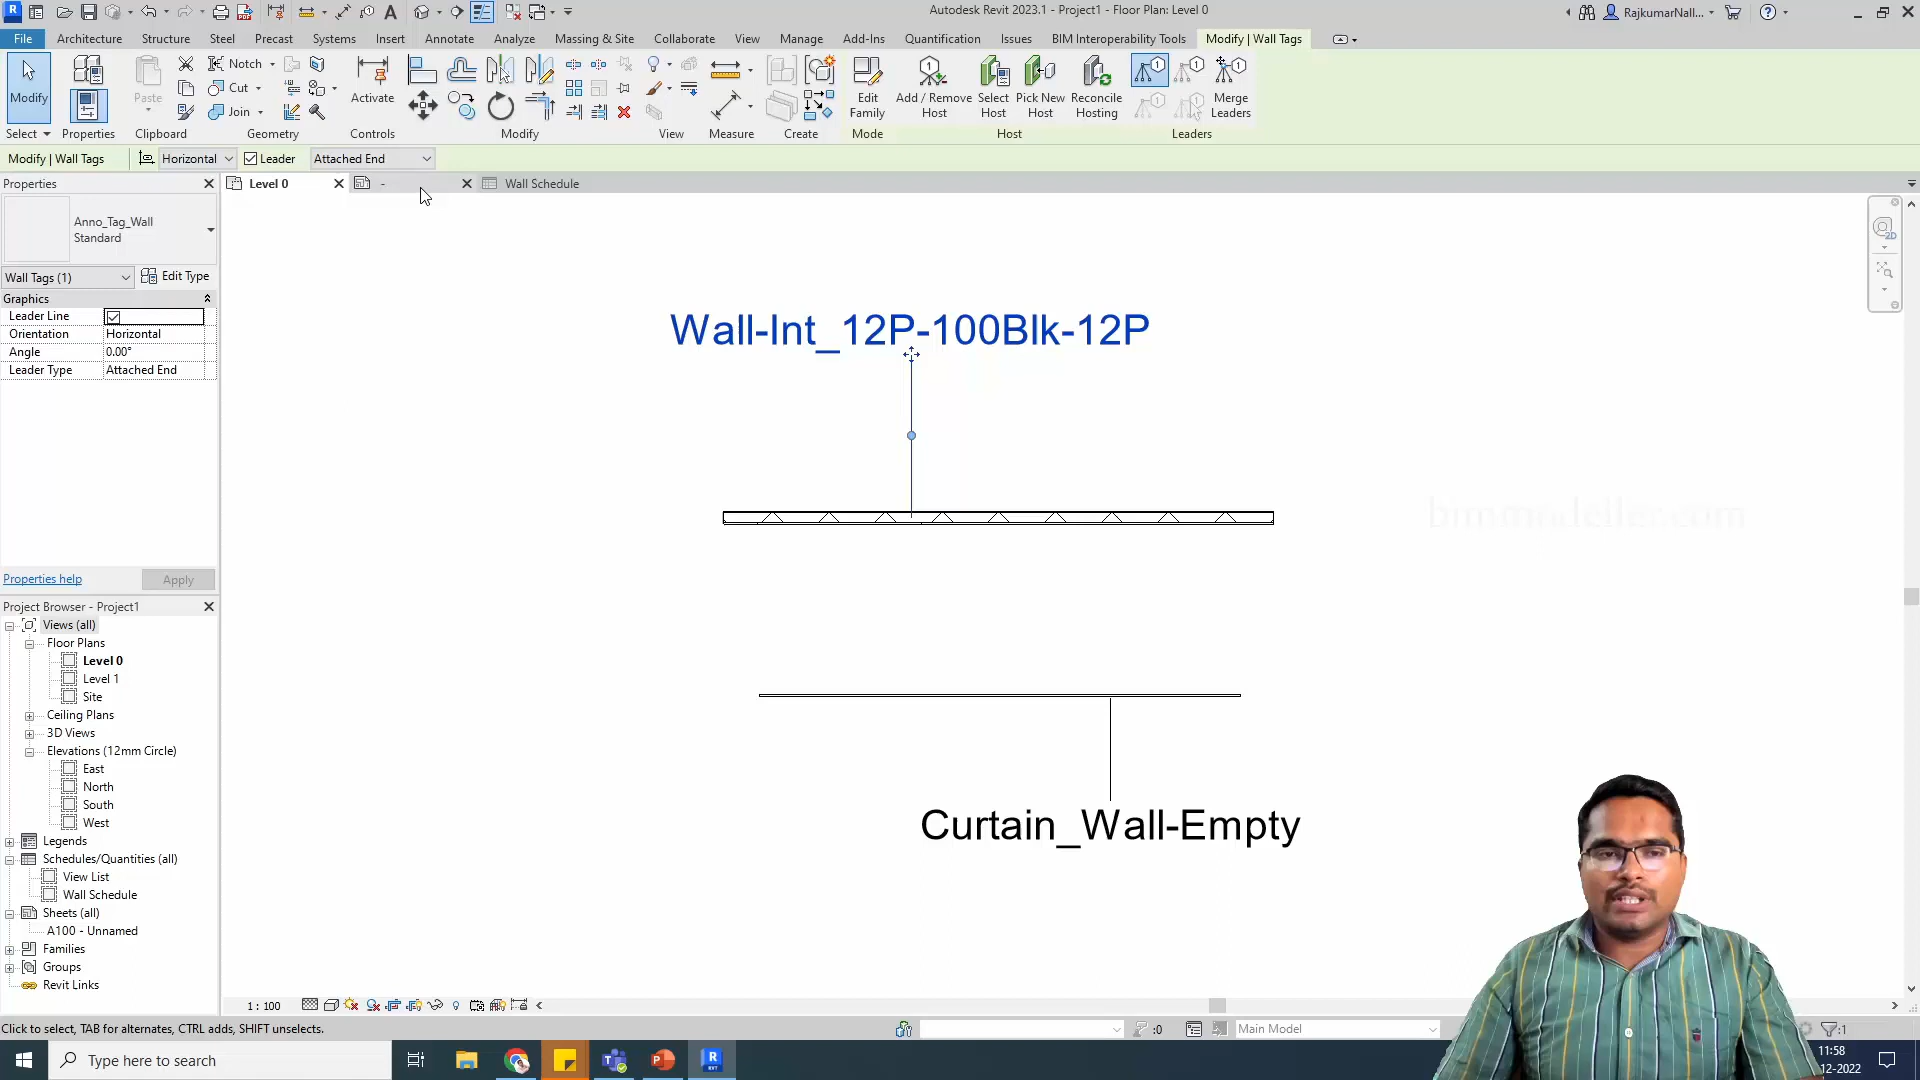 Autodesk Revit 2023.1 - Project1 - Floor Plan: Level 0
RajkumarNall...
File Architecture Structure Steel Precast Systems Insert Annotate Analyze Massing & Site Collaborate View Manage Add-Ins Quantification Issues BIM Interoperability Tools Modify | Wall Tags
Modify
Paste
Notch
Cut
Join
Activate
Edit Family
Add / Remove Host
Select Host
Pick New Host
Reconcile Hosting
Merge Leaders
Select Properties Clipboard Geometry Controls Modify View Measure Create Mode Host Leaders
Modify | Wall Tags Horizontal Leader Attached End
Properties
Level 0 - Wall Schedule
Anno_Tag_Wall
Standard
Wall Tags (1) Edit Type
Graphics
Leader Line
Orientation Horizontal
Angle 0.00°
Leader Type Attached End
Properties help Apply
Project Browser - Project1
Views (all)
Floor Plans
Level 0
Level 1
Site
Ceiling Plans
3D Views
Elevations (12mm Circle)
East
North
South
West
Legends
Schedules/Quantities (all)
View List
Wall Schedule
Sheets (all)
A100 - Unnamed
Families
Groups
Revit Links
2D
Wall-Int_12P-100Blk-12P
bimmodeller.com
Curtain_Wall-Empty
1 : 100
Click to select, TAB for alternates, CTRL adds, SHIFT unselects.
:0
Main Model
:1
Type here to search
11:58
12-2022